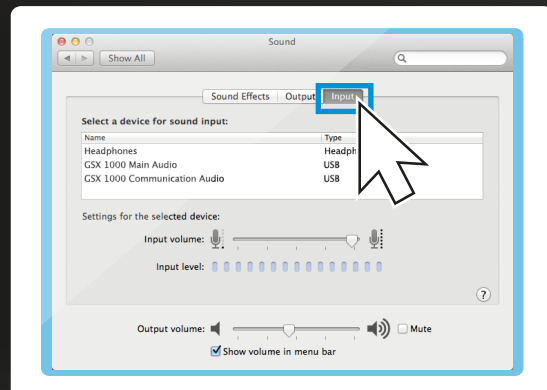 Sound
Show All
Sound Effects Output Input
Select a device for sound input:
Name Type
Headphones
GSX 1000 Main Audio USB
GSX 1000 Communication Audio USB
Settings for the selected device:
Input volume:
Input level:
?
Output volume: Mute
Show volume in menu bar